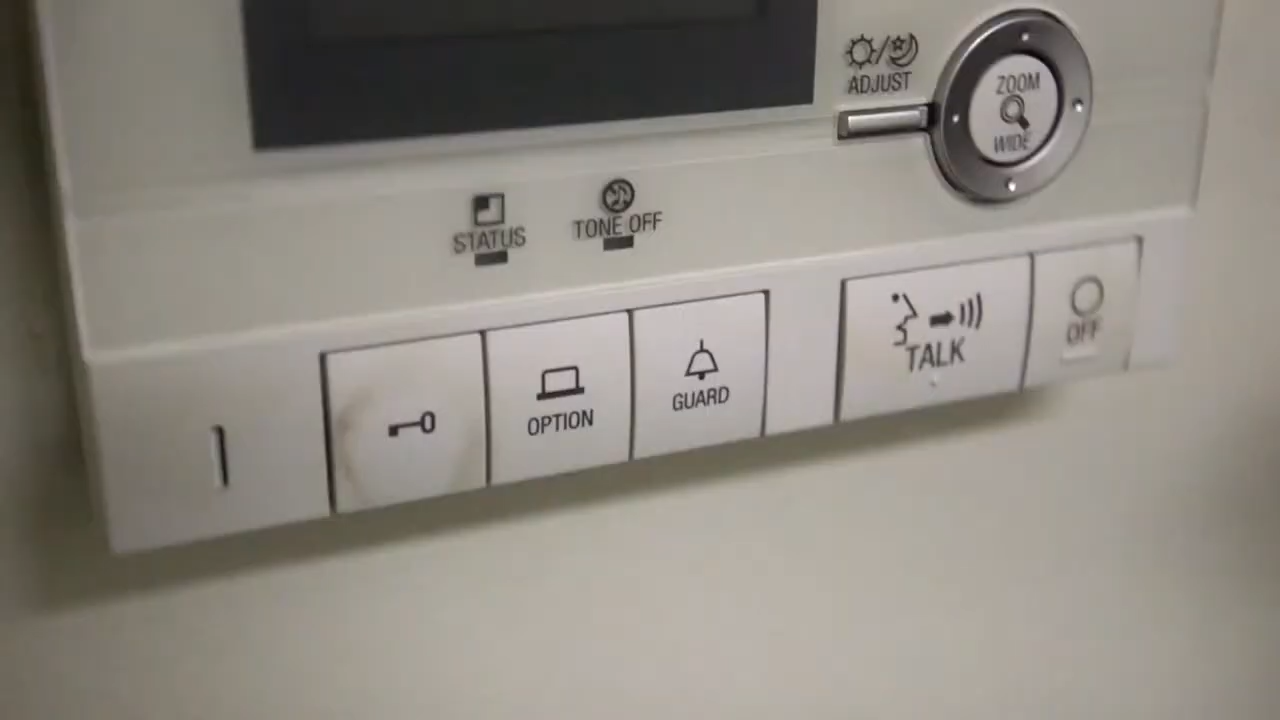 ADJUST
ZOOM
WIDE
STATUS
TONE OFF
OPTION
GUARD
TALK
OFF